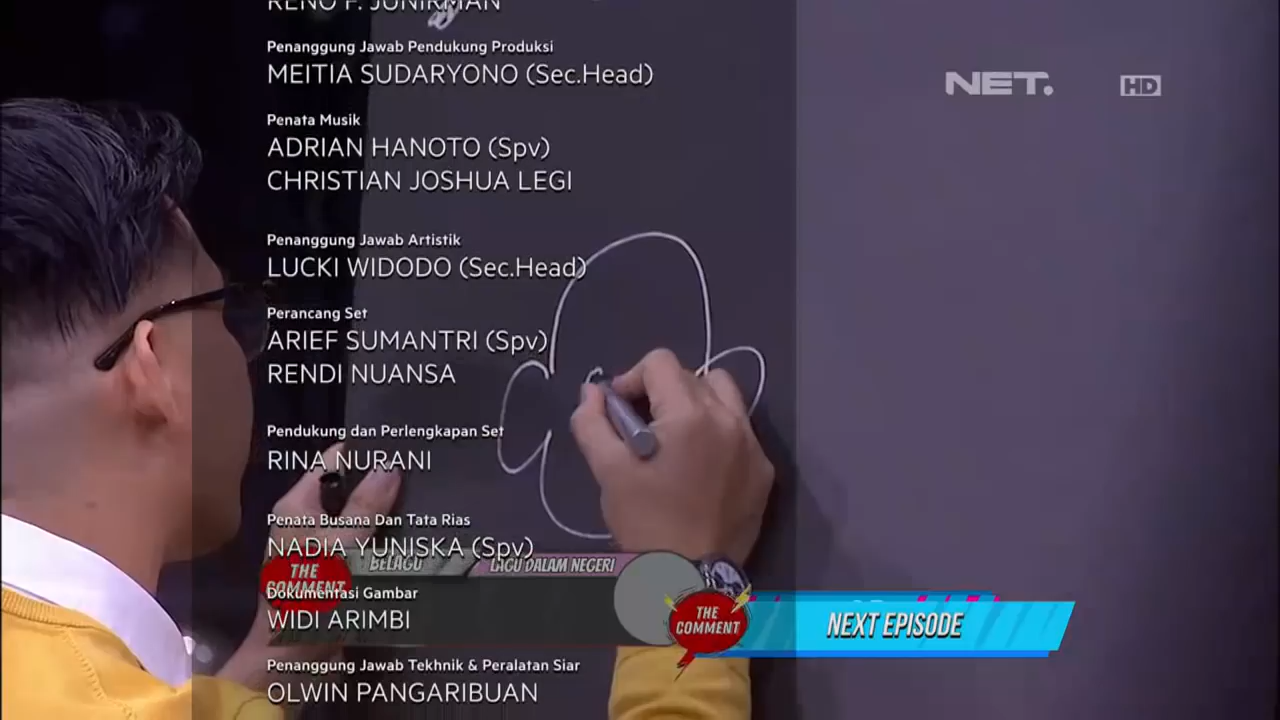 RENO F. JUNIRMAN
Penanggung Jawab Pendukung Produksi
MEITIA SUDARYONO (Sec.Head)
NET.
HD
Penata Musik
ADRIAN HANOTO (Spv)
CHRISTIAN JOSHUA LEGI
Penanggung Jawab Artistik
LUCKI WIDODO (Sec.Head)
Perancang Set
ARIEF SUMANTRI (Spv)
RENDI NUANSA
Pendukung dan Perlengkapan Set
RINA NURANI
Penata Busana Dan Tata Rias
NADIA YUNISKA (Spv)
THE
COMMENT
BELAGU
LAGU DALAM NEGERI
Dokumentasi Gambar
WIDI ARIMBI
THE
COMMENT
NEXT EPISODE
Penanggung Jawab Tekhnik & Peralatan Siar
OLWIN PANGARIBUAN